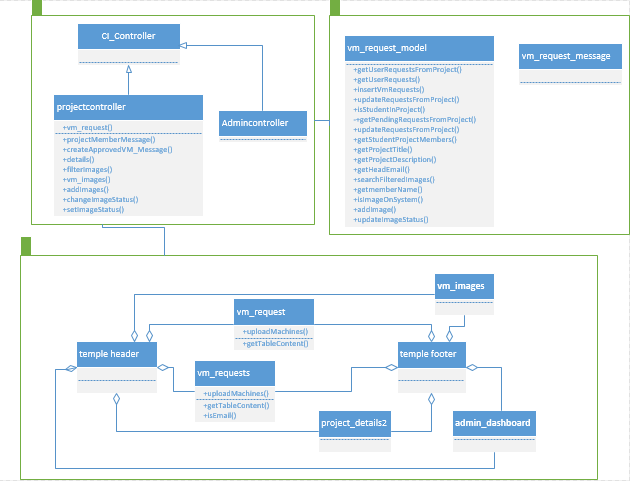 CI_Controller
projectcontroller
+vm_request()
+projectMemberMessage()
+createApprovedVM_Message()
+details()
+filterImages()
+vm_images()
+addImages()
+changeImageStatus()
+setImageStatus()
Admincontroller
vm_request_model
+getUserRequestsFromProject()
+getUserRequests()
+insertVmRequests()
+updateRequestsFromProject()
+isStudentInProject()
-+getPendingRequestsFromProject()
+updateRequestsFromProject()
+getStudentProjectMembers()
+getProjectTitle()
+getProjectDescription()
+getHeadEmail()
+searchFilteredImages()
+getmemberName()
+isImageOnSystem()
+addImage()
+updateImageStatus()
vm_request_message
vm_images
vm_request
+uploadMachines()
+getTableContent()
temple header
temple footer
vm_requests
+uploadMachines()
+getTableContent()
+isEmail()
project_details2
admin_dashboard